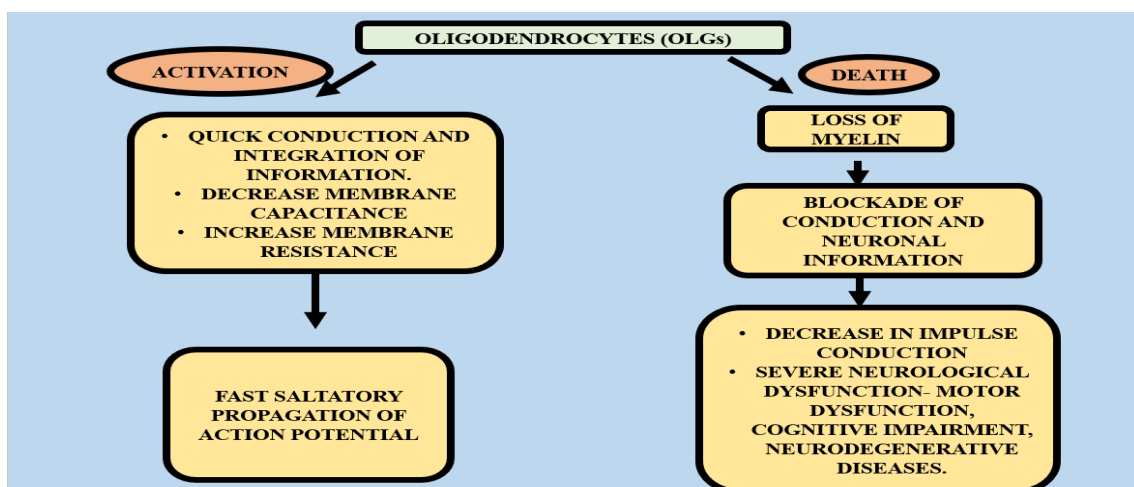 OLIGODENDROCYTES (OLGs)
ACTIVATION
DEATH
• QUICK CONDUCTION AND
INTEGRATION OF
INFORMATION.
• DECREASE MEMBRANE
CAPACITANCE
• INCREASE MEMBRANE
RESISTANCE
FAST SALTATORY
PROPAGATION OF
ACTION POTENTIAL
LOSS OF
MYELIN
BLOCKADE OF
CONDUCTION AND
NEURONAL
INFORMATION
• DECREASE IN IMPULSE
CONDUCTION
• SEVERE NEUROLOGICAL
DYSFUNCTION- MOTOR
DYSFUNCTION,
COGNITIVE IMPAIRMENT,
NEURODEGENERATIVE
DISEASES.